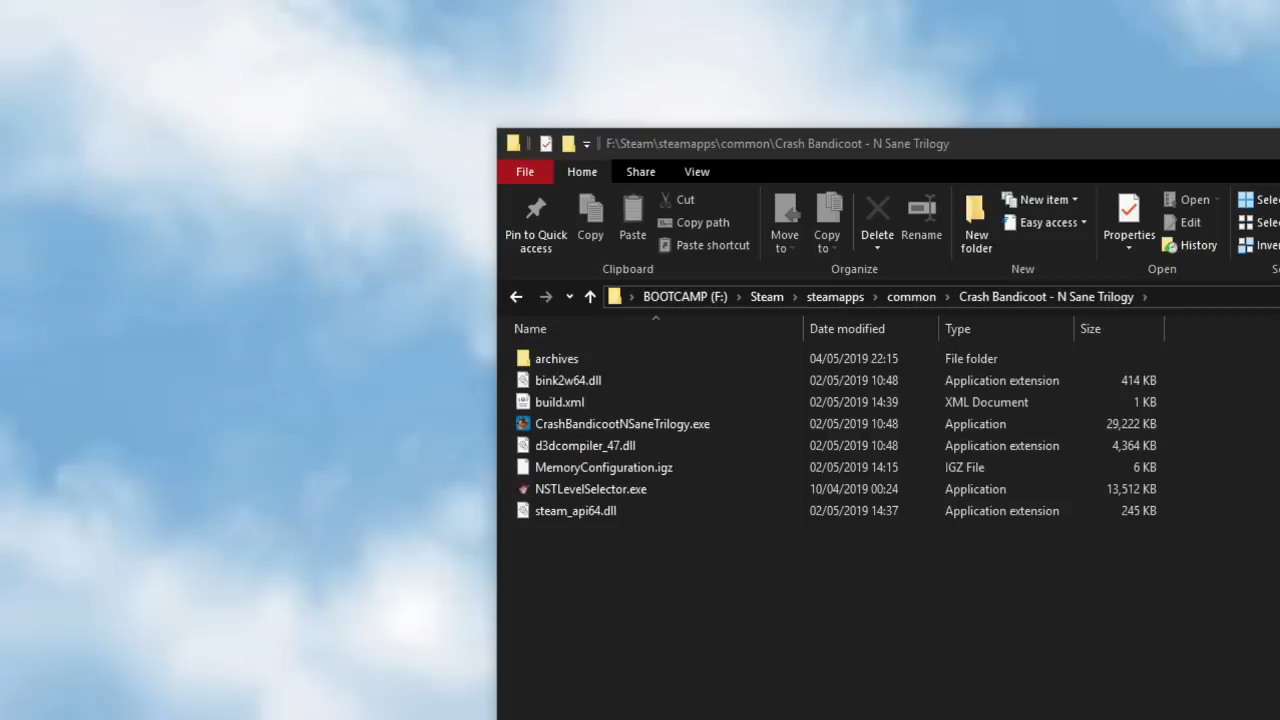 F:\Steam\steamapps\common\Crash Bandicoot - N Sane Trilogy
File Home Share View
Pin to Quick access
Copy
Paste
Cut
Copy path
Paste shortcut
Clipboard
Move to
Copy to
Delete
Rename
Organize
New folder
New item
Easy access
New
Properties
Open
Edit
History
Open
BOOTCAMP (F:) Steam steamapps common Crash Bandicoot - N Sane Trilogy
Name Date modified Type Size
archives 04/05/2019 22:15 File folder
bink2w64.dll 02/05/2019 10:48 Application extension 414 KB
build.xml 02/05/2019 14:39 XML Document 1 KB
CrashBandicootNSaneTrilogy.exe 02/05/2019 10:48 Application 29,222 KB
d3dcompiler_47.dll 02/05/2019 10:48 Application extension 4,364 KB
MemoryConfiguration.igz 02/05/2019 14:15 IGZ File 6 KB
NSTLevelSelector.exe 10/04/2019 00:24 Application 13,512 KB
steam_api64.dll 02/05/2019 14:37 Application extension 245 KB